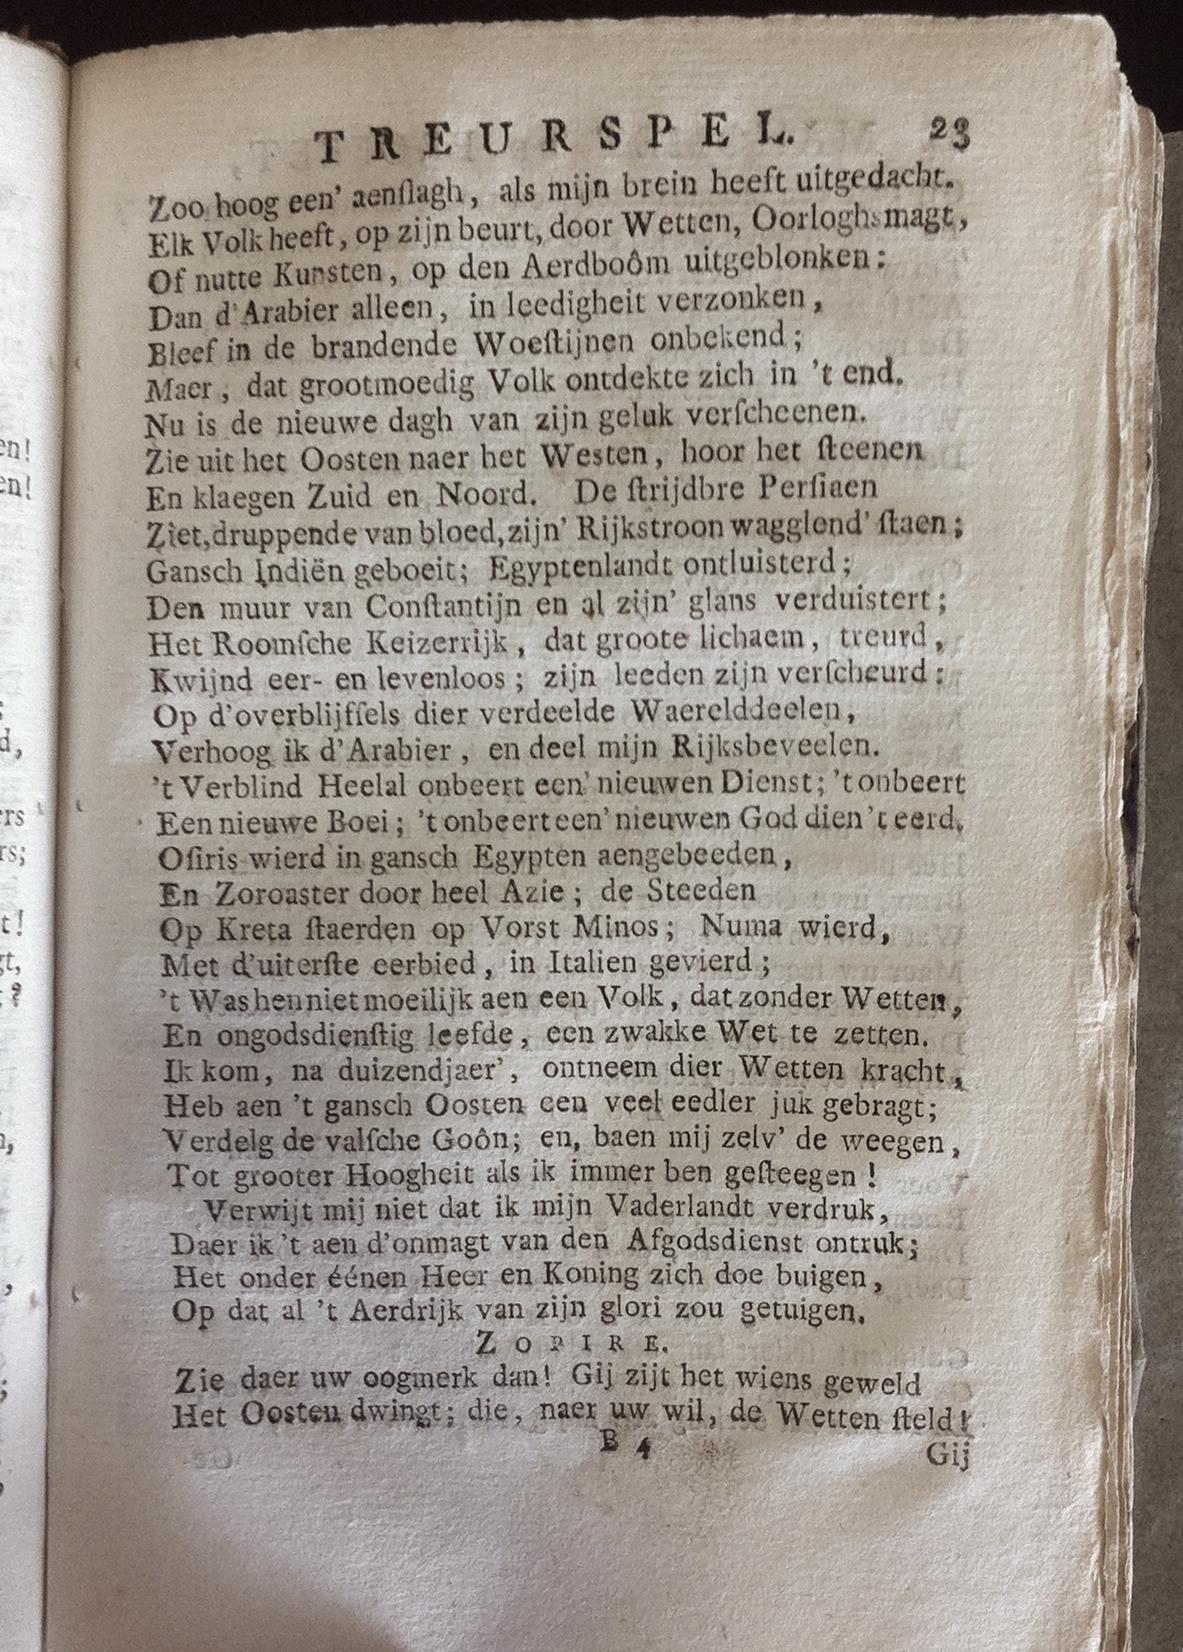 en!
en!
;
d,
ers
rs;
t!
gt,
;?
n,
,
;
TREURSPEL. 23
Zoo hoog een’ aenſlagh, als mijn brein heeft uitgedacht.
Elk Volk heeft, op zijn beurt, door Wetten, Oorloghsmagt,
Of nutte Kunsten, op den Aerdboôm uitgeblonken:
Dan d’Arabier alleen, in leedigheit verzonken,
Bleef in de brandende Woeſtijnen onbekend;
Maer, dat grootmoedig Volk ontdekte zich in ’t end.
Nu is de nieuwe dagh van zijn geluk verſcheenen.
Zie uit het Oosten naer het Westen, hoor het ſteenen
En klaegen Zuid en Noord. De ſtrijdbre Perſiaen
Ziet, druppende van bloed, zijn’ Rijkstroon wagglend’ ſtaen;
Gansch Indiën geboeit; Egyptenlandt ontluisterd;
Den muur van Conſtantijn en al zijn’ glans verduistert;
Het Roomſche Keizerrijk, dat groote lichaem, treurd,
Kwijnd eer- en levenloos; zijn leeden zijn verſcheurd:
Op d’overblijfſels dier verdeelde Waerelddeelen,
Verhoog ik d’Arabier, en deel mijn Rijksbeveelen.
’t Verblind Heelal onbeert een’ nieuwen Dienst; ’t onbeert
Een nieuwe Boei; ’t onbeert een’ nieuwen God dien ’t eerd.
Oſiris wierd in gansch Egypten aengebeeden,
En Zoroaster door heel Azie; de Steeden
Op Kreta ſtaerden op Vorst Minos; Numa wierd,
Met d’uiterſte eerbied, in Italien gevierd;
’t Was hen niet moeilijk aen een Volk, dat zonder Wetten,
En ongodsdienſtig leefde, een zwakke Wet te zetten.
Ik kom, na duizendjaer’, ontneem dier Wetten kracht,
Heb aen ’t gansch Oosten een veel eedler juk gebragt;
Verdelg de valſche Goôn; en, baen mij zelv’ de weegen,
Tot grooter Hoogheit als ik immer ben geſteegen!
Verwijt mij niet dat ik mijn Vaderlandt verdruk,
Daer ik ’t aen d’onmagt van den Afgodsdienst ontruk;
Het onder éénen Heer en Koning zich doe buigen,
Op dat al ’t Aerdrijk van zijn glori zou getuigen.
ZOPIRE.
Zie daer uw oogmerk dan! Gij zijt het wiens geweld
Het Oosten dwingt; die, naer uw wil, de Wetten ſteld!
B 4
Gij